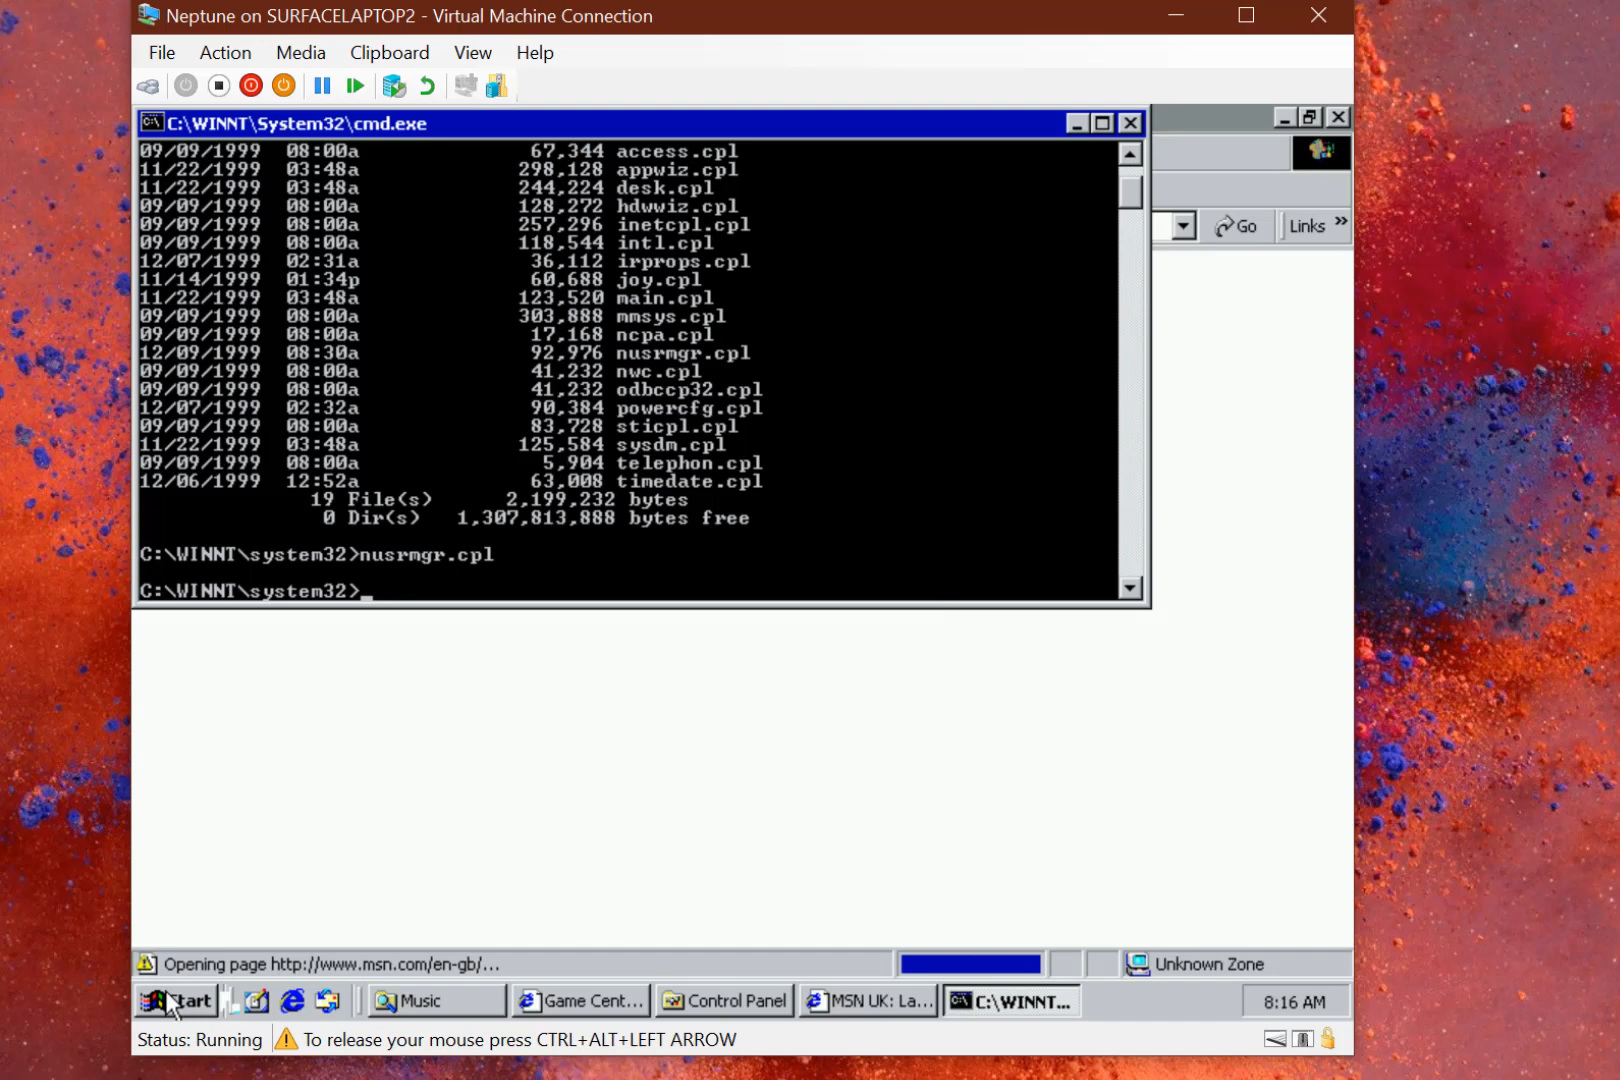 Neptune on SURFACELAPTOP2 - Virtual Machine Connection
File Action Media Clipboard View Help
C:\WINNT\System32\cmd.exe
09/09/1999 08:00a 67,344 access.cpl
11/22/1999 03:48a 298,128 appwiz.cpl
11/22/1999 03:48a 244,224 desk.cpl
09/09/1999 08:00a 128,272 hdwwiz.cpl
09/09/1999 08:00a 257,296 inetcpl.cpl
09/09/1999 08:00a 118,544 intl.cpl
12/07/1999 02:31a 36,112 irprops.cpl
11/14/1999 01:34p 60,688 joy.cpl
11/22/1999 03:48a 123,520 main.cpl
09/09/1999 08:00a 303,888 mmsys.cpl
09/09/1999 08:00a 17,168 ncpa.cpl
12/09/1999 08:30a 92,976 nusrmgr.cpl
09/09/1999 08:00a 41,232 nwc.cpl
09/09/1999 08:00a 41,232 odbccp32.cpl
12/07/1999 02:32a 90,384 powercfg.cpl
09/09/1999 08:00a 83,728 sticpl.cpl
11/22/1999 03:48a 125,584 sysdm.cpl
09/09/1999 08:00a 5,904 telephon.cpl
12/06/1999 12:52a 63,008 timedate.cpl
19 File(s) 2,199,232 bytes
0 Dir(s) 1,307,813,888 bytes free
C:\WINNT\system32>nusrmgr.cpl
C:\WINNT\system32>_
Go Links »
Opening page http://www.msn.com/en-gb/...
Unknown Zone
tart Music Game Cent... Control Panel MSN UK: La... C:\WINNT... 8:16 AM
Status: Running To release your mouse press CTRL+ALT+LEFT ARROW